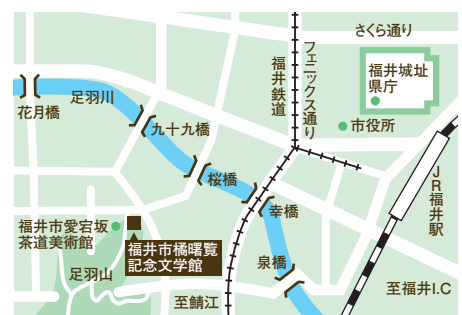 さくら通り
フェニックス通り
福井鉄道
福井城址
県庁
足羽川
花月橋
九十九橋
市役所
桜橋
JR福井駅
幸橋
福井市愛宕坂
茶道美術館
福井市橘曙覧
記念文学館
泉橋
足羽山
至鯖江
至福井I.C